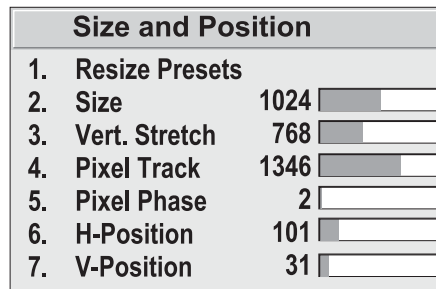 Size and Position
1. Resize Presets
2. Size 1024
3. Vert. Stretch 768
4. Pixel Track 1346
5. Pixel Phase 2
6. H-Position 101
7. V-Position 31